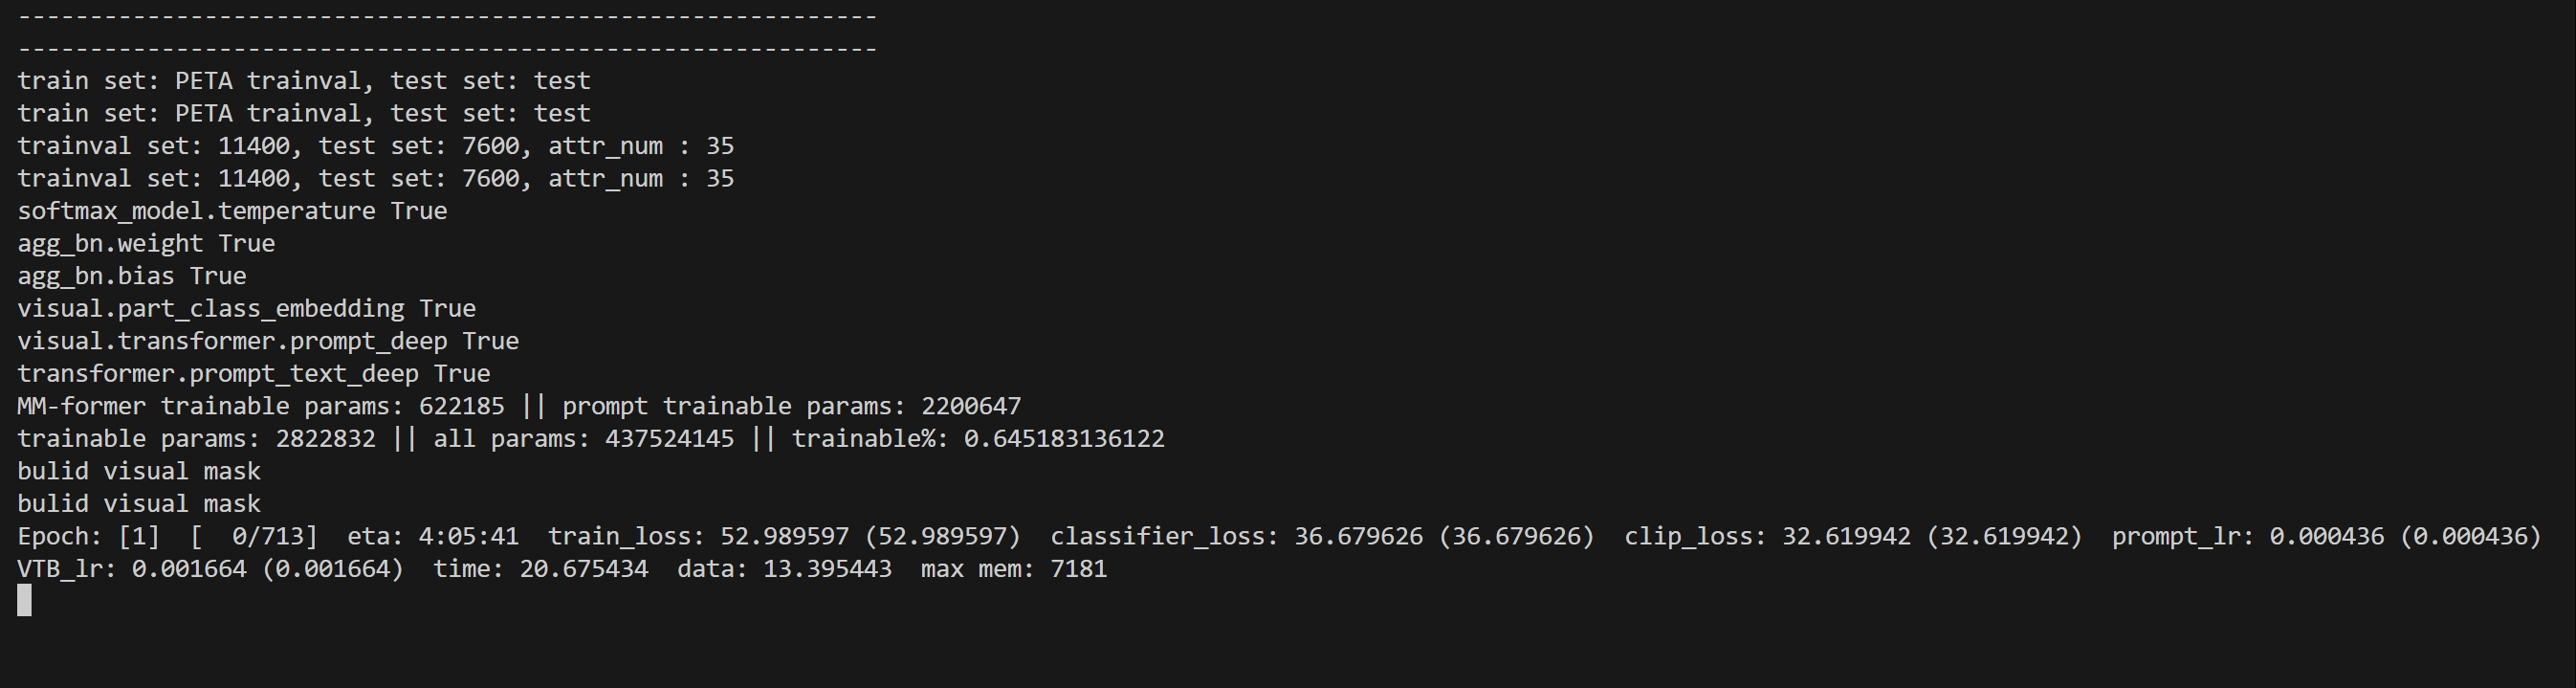 ------------------------------------------------------------
------------------------------------------------------------
train set: PETA trainval, test set: test
train set: PETA trainval, test set: test
trainval set: 11400, test set: 7600, attr_num : 35
trainval set: 11400, test set: 7600, attr_num : 35
softmax_model.temperature True
agg_bn.weight True
agg_bn.bias True
visual.part_class_embedding True
visual.transformer.prompt_deep True
transformer.prompt_text_deep True
MM-former trainable params: 622185 || prompt trainable params: 2200647
trainable params: 2822832 || all params: 437524145 || trainable%: 0.645183136122
bulid visual mask
bulid visual mask
Epoch: [1]  [  0/713]  eta: 4:05:41  train_loss: 52.989597 (52.989597)  classifier_loss: 36.679626 (36.679626)  clip_loss: 32.619942 (32.619942)  prompt_lr: 0.000436 (0.000436)
VTB_lr: 0.001664 (0.001664)  time: 20.675434  data: 13.395443  max mem: 7181